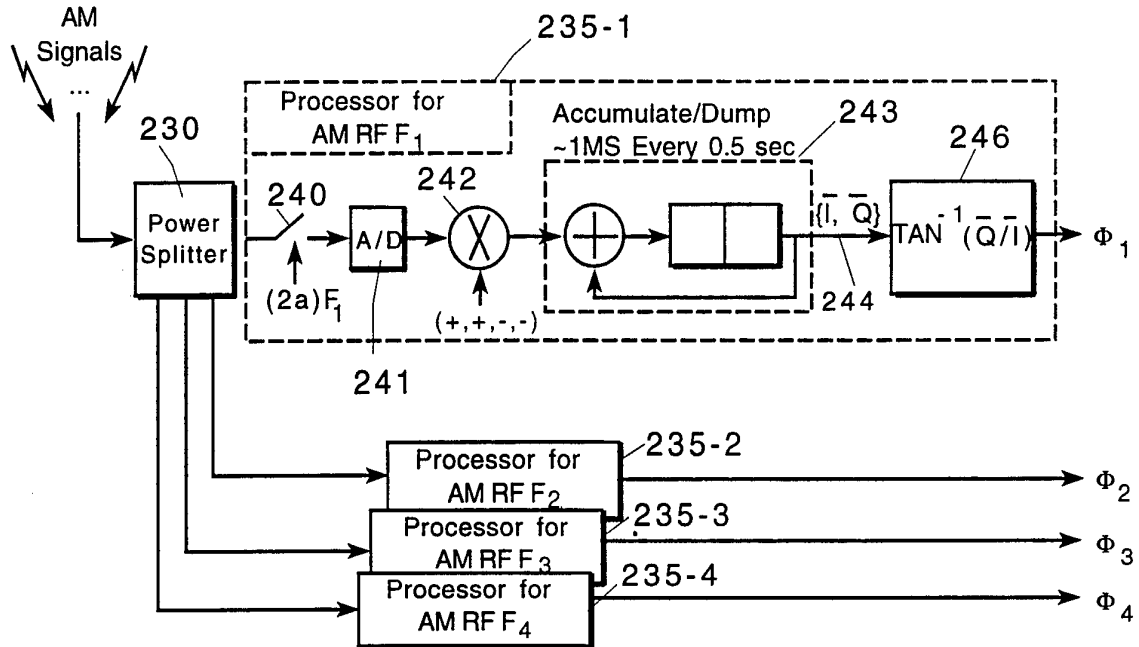 AM
Signals
...
235-1
Processor for
AM RF F1
Accumulate/Dump
~1MS Every 0.5 sec
243
246
230
240
242
Power
Splitter
A/D
{I̅, Q̅}
TAN⁻¹(Q̅/I̅)
Φ1
(2a)F1
(+,+,-,-)
244
241
235-2
Processor for
AM RF F2
Φ2
235-3
Processor for
AM RF F3
Φ3
235-4
Processor for
AM RF F4
Φ4